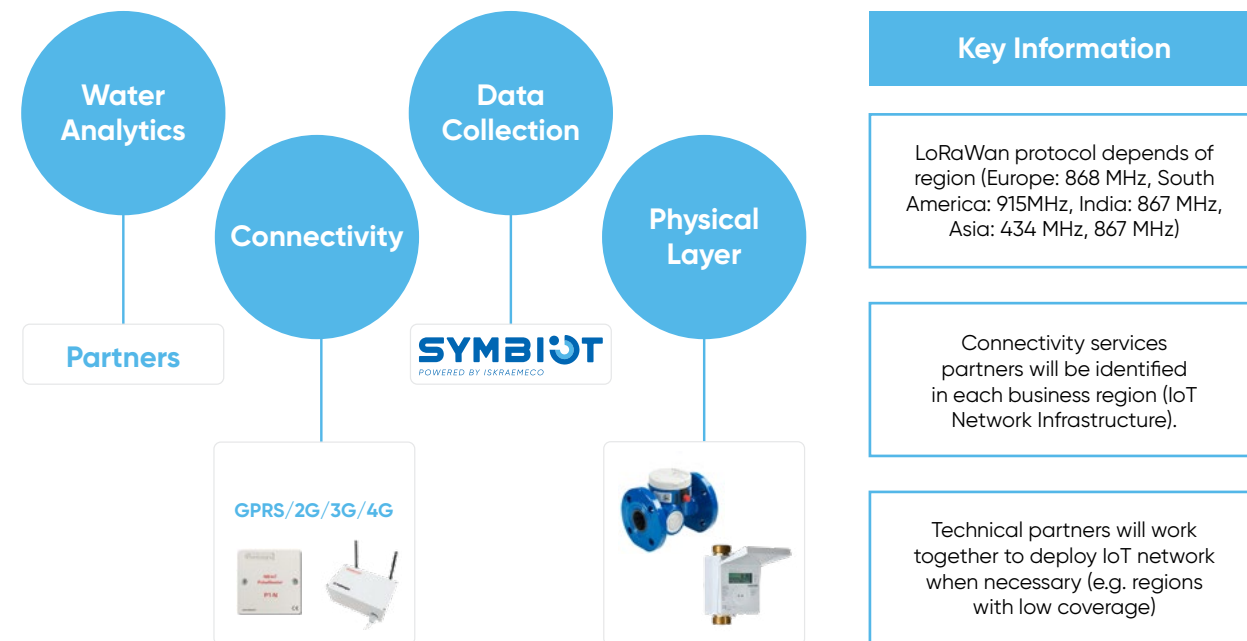 Water
Analytics
Connectivity
Data
Collection
Physical
Layer
Partners
SYMBIOT
POWERED BY ISKRAEMECO
GPRS/2G/3G/4G
Key Information
LoRaWan protocol depends of
region (Europe: 868 MHz, South
America: 915MHz, India: 867 MHz,
Asia: 434 MHz, 867 MHz)
Connectivity services
partners will be identified
in each business region (IoT
Network Infrastructure).
Technical partners will work
together to deploy IoT network
when necessary (e.g. regions
with low coverage)